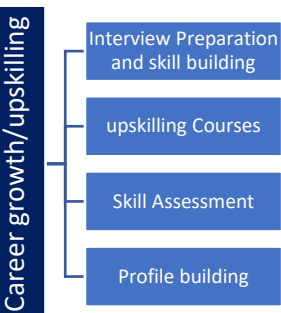 Career growth/upskilling
Interview Preparation
and skill building
upskilling Courses
Skill Assessment
Profile building